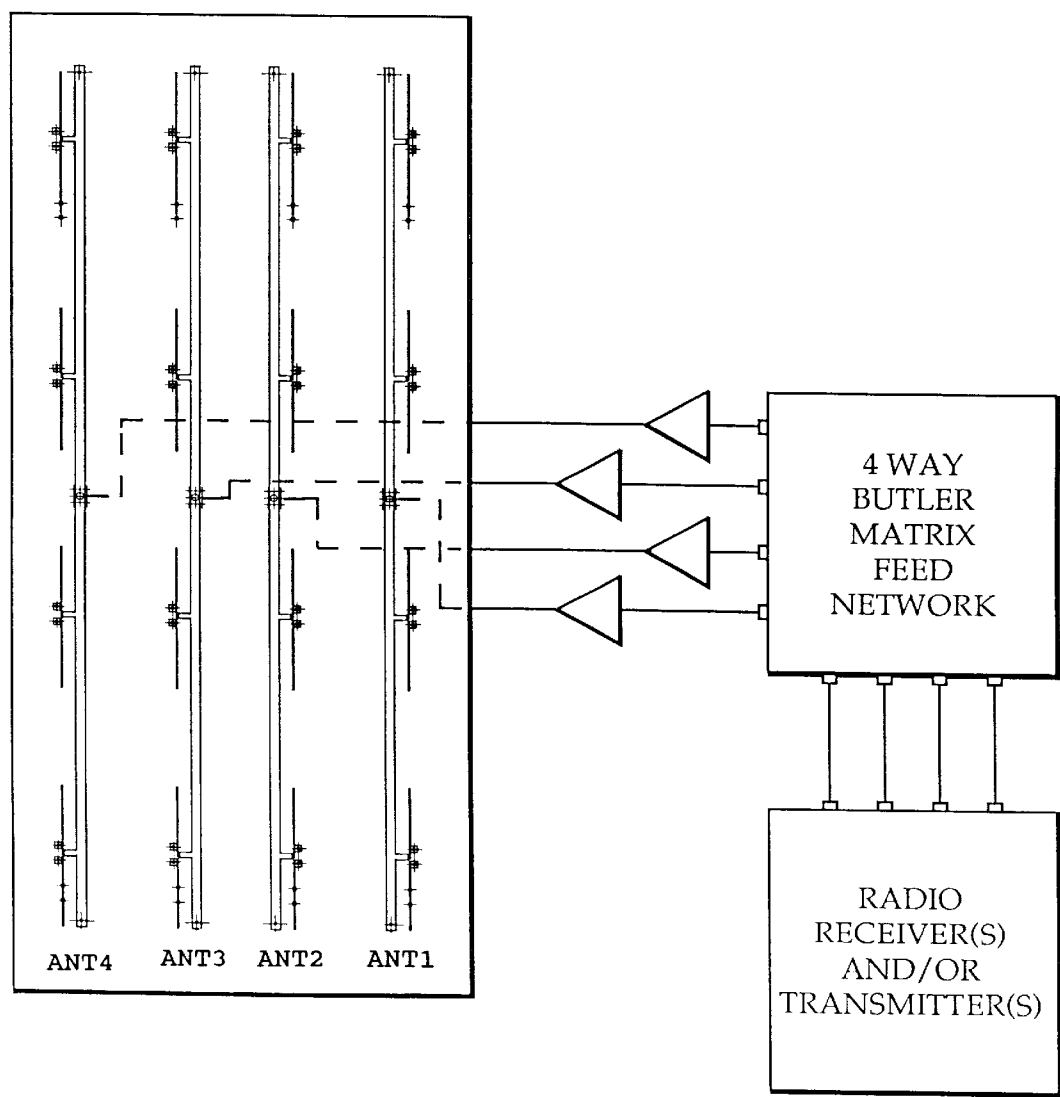 4 WAY
BUTLER
MATRIX
FEED
NETWORK
RADIO
RECEIVER(S)
AND/OR
TRANSMITTER(S)
ANT4 ANT3 ANT2 ANT1